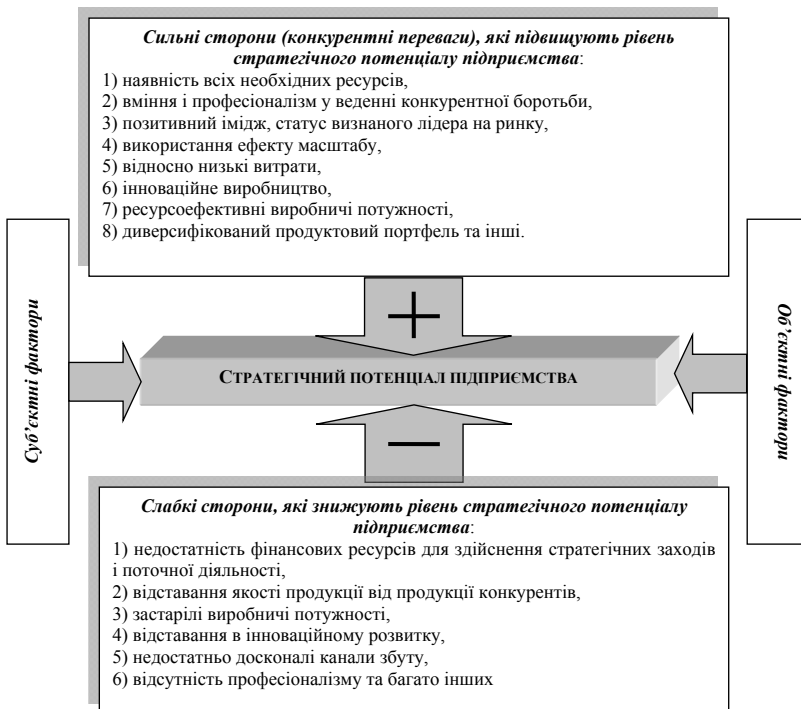 Сильні сторони (конкурентні переваги), які підвищують рівень
стратегічного потенціалу підприємства:
1) наявність всіх необхідних ресурсів,
2) вміння і професіоналізм у веденні конкурентної боротьби,
3) позитивний імідж, статус визнаного лідера на ринку,
4) використання ефекту масштабу,
5) відносно низькі витрати,
6) інноваційне виробництво,
7) ресурсоефективні виробничі потужності,
8) диверсифікований продуктовий портфель та інші.
Суб’єктні фактори
+
СТРАТЕГІЧНИЙ ПОТЕНЦІАЛ ПІДПРИЄМСТВА
—
Об’єктні фактори
Слабкі сторони, які знижують рівень стратегічного потенціалу
підприємства:
1) недостатність фінансових ресурсів для здійснення стратегічних заходів
і поточної діяльності,
2) відставання якості продукції від продукції конкурентів,
3) застарілі виробничі потужності,
4) відставання в інноваційному розвитку,
5) недостатньо досконалі канали збуту,
6) відсутність професіоналізму та багато інших